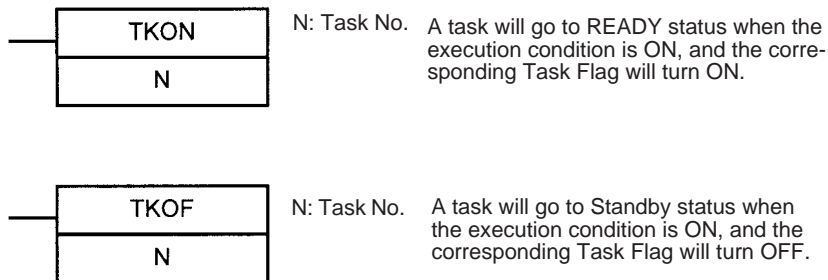 TKON
N
N: Task No.
A task will go to READY status when the
execution condition is ON, and the corre-
sponding Task Flag will turn ON.
TKOF
N
N: Task No.
A task will go to Standby status when
the execution condition is ON, and the
corresponding Task Flag will turn OFF.